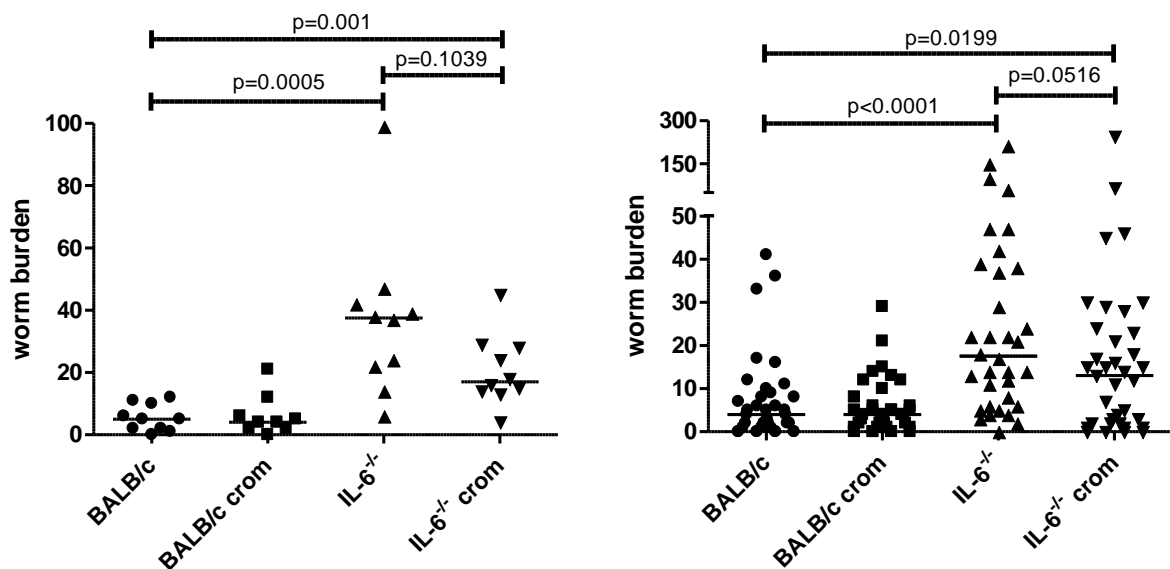 p=0.001
p=0.1039
p=0.0005
100
80
60
40
20
0
worm burden
BALB/c
BALB/c crom
IL-6-/-
IL-6-/- crom
p=0.0199
p=0.0516
p<0.0001
300
150
50
40
30
20
10
0
worm burden
BALB/c
BALB/c crom
IL-6-/-
IL-6-/- crom